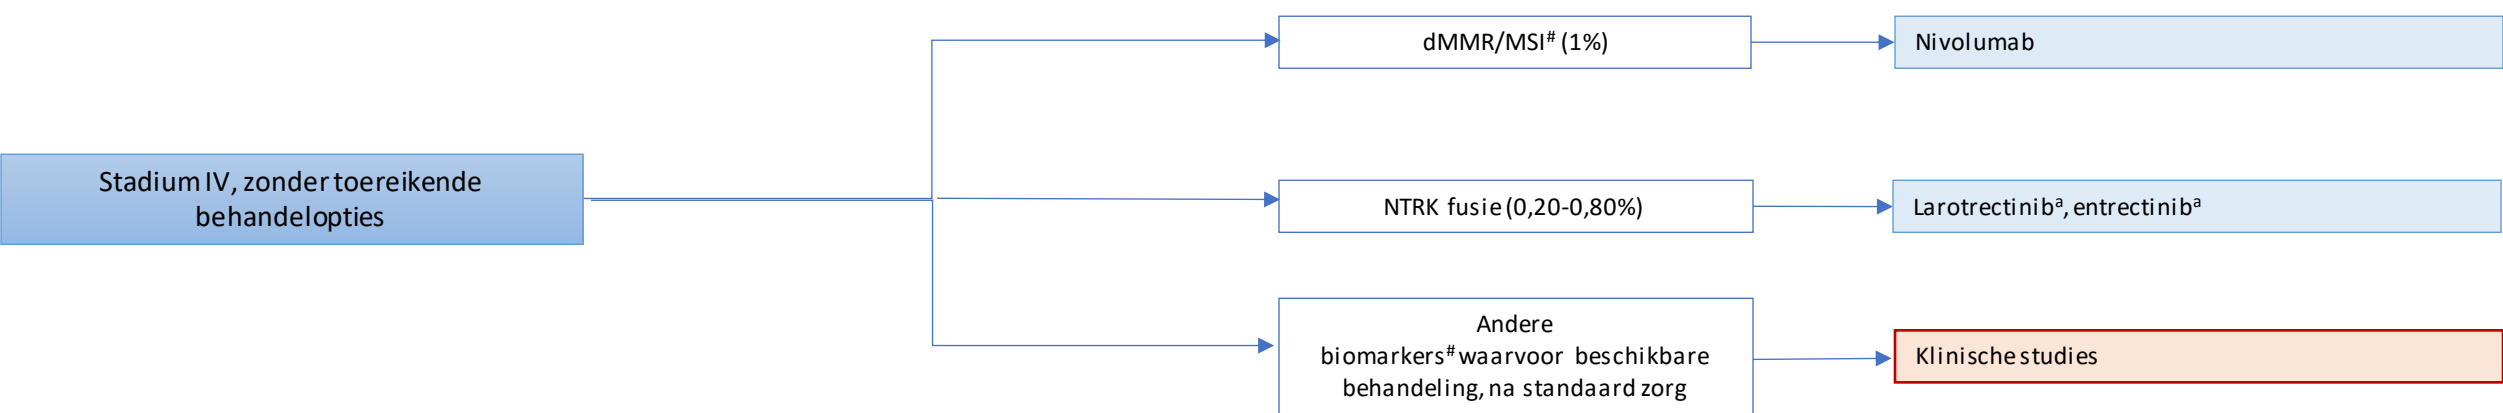 dMMR/MSI# (1%)
Nivolumab
Stadium IV, zonder toereikende
behandelopties
NTRK fusie (0,20-0,80%)
Larotrectinibᵃ, entrectinibᵃ
Andere
biomarkers# waarvoor beschikbare
behandeling, na standaard zorg
Klinische studies